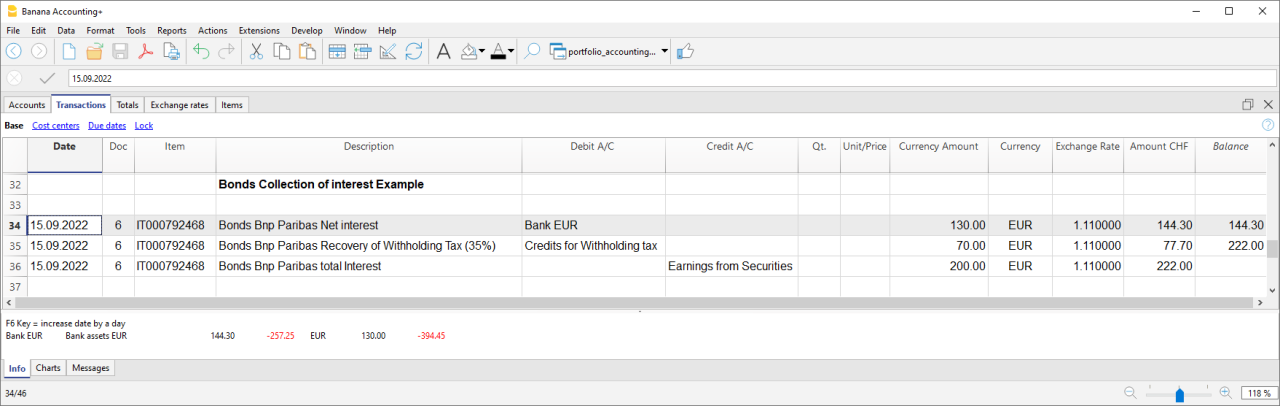 Banana Accounting+
File Edit Data Format Tools Reports Actions Extensions Develop Window Help
portfolio_accounting...
15.09.2022
Accounts Transactions Totals Exchange rates Items
Base Cost centers Due dates Lock
Date Doc Item Description Debit A/C Credit A/C Qt. Unit/Price Currency Amount Currency Exchange Rate Amount CHF Balance
32 Bonds Collection of interest Example
33
34 15.09.2022 6 IT000792468 Bonds Bnp Paribas Net interest Bank EUR 130.00 EUR 1.110000 144.30 144.30
35 15.09.2022 6 IT000792468 Bonds Bnp Paribas Recovery of Withholding Tax (35%) Credits for Withholding tax 70.00 EUR 1.110000 77.70 222.00
36 15.09.2022 6 IT000792468 Bonds Bnp Paribas total Interest Earnings from Securities 200.00 EUR 1.110000 222.00
37
F6 Key = increase date by a day
Bank EUR Bank assets EUR 144.30 -257.25 EUR 130.00 -394.45
Info Charts Messages
34/46 118 %